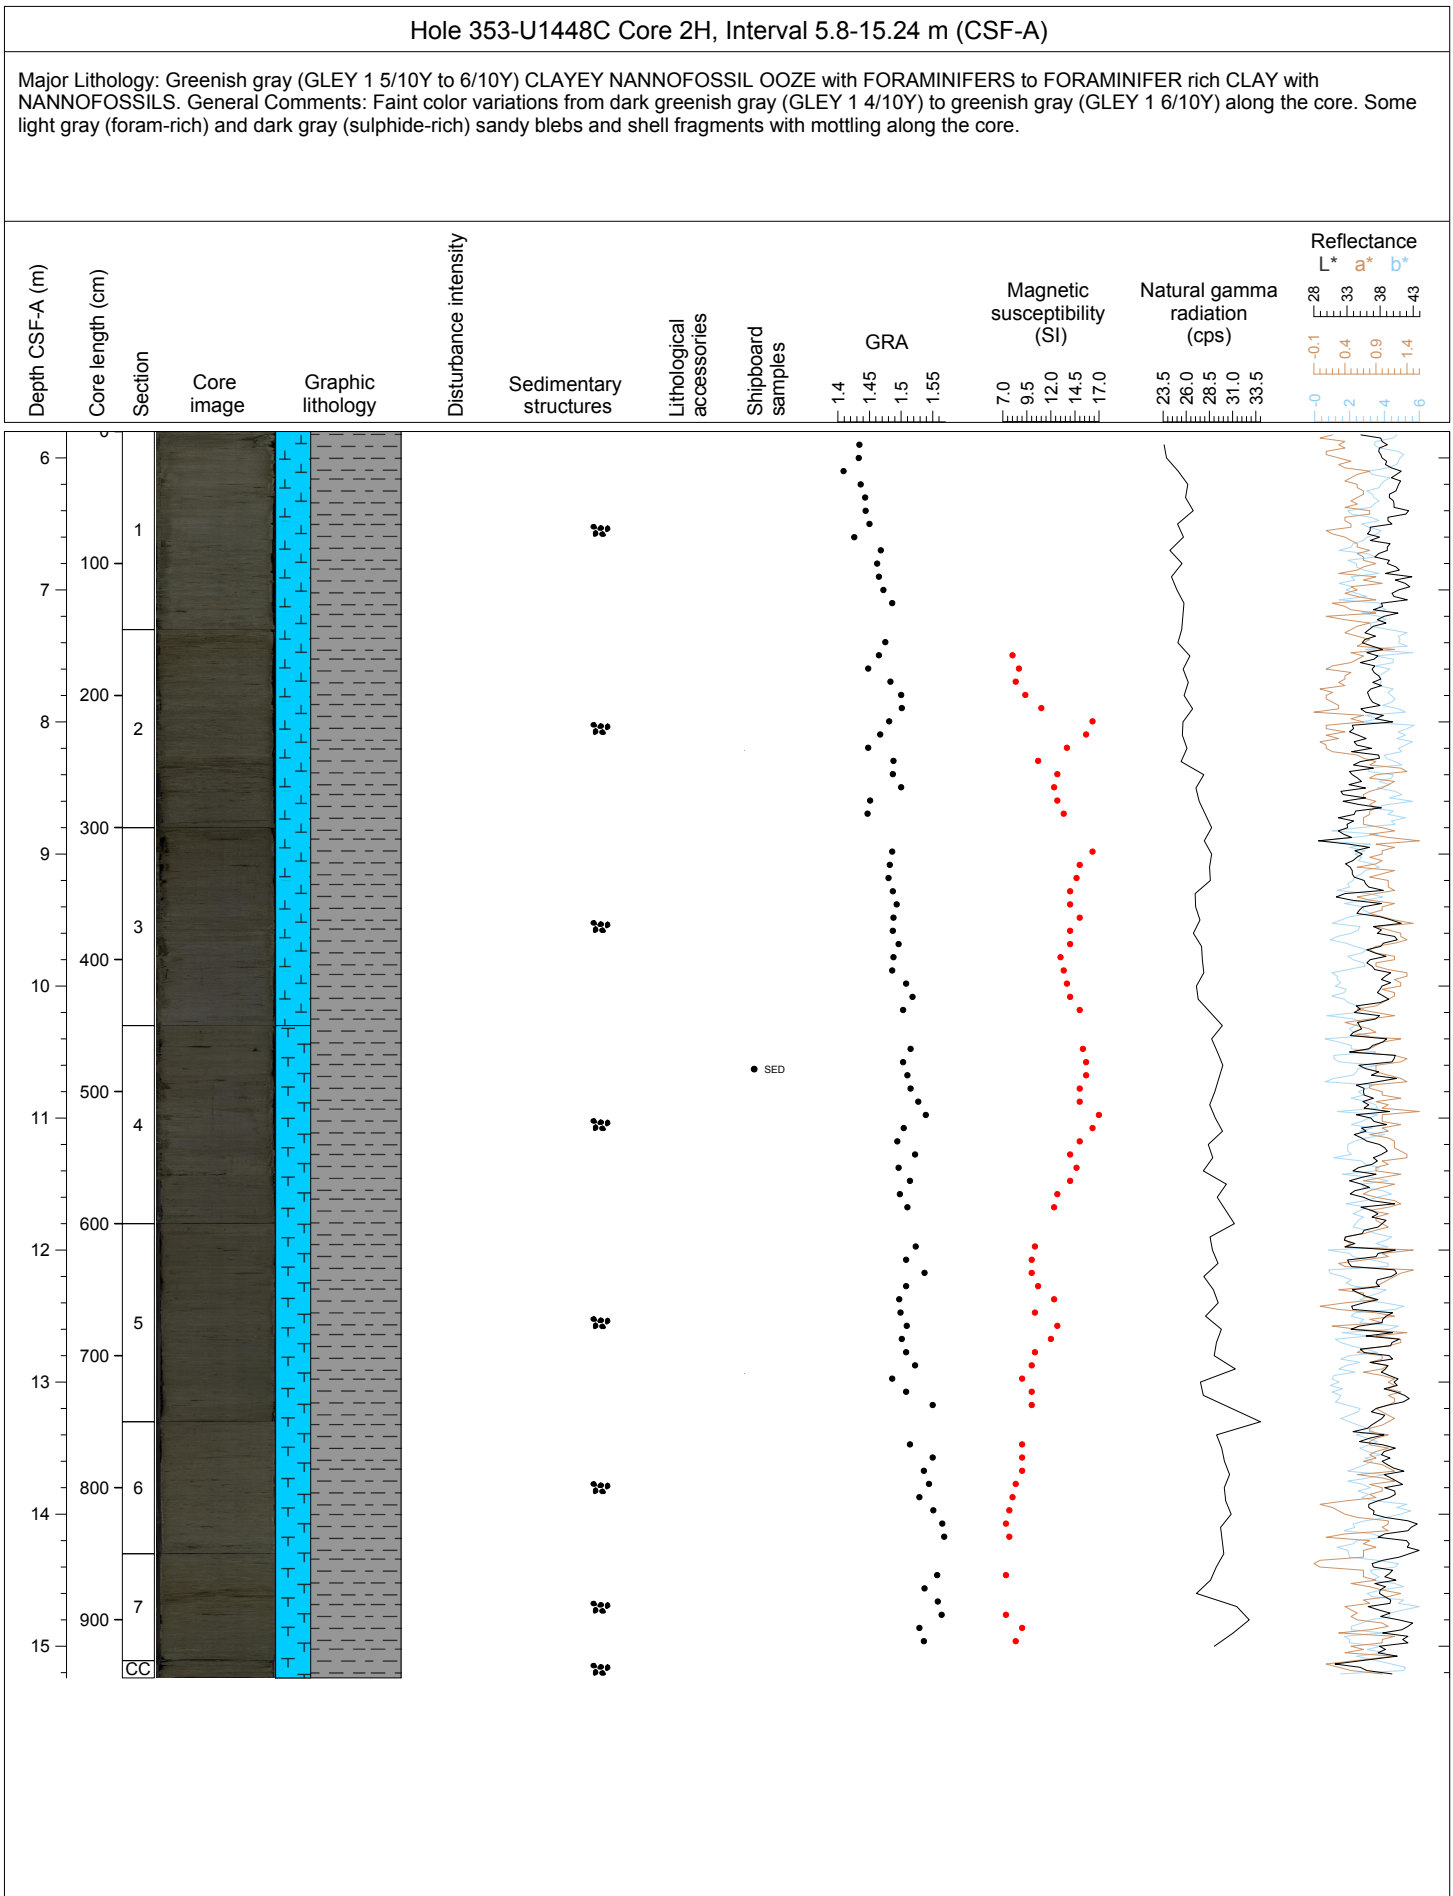 Hole 353-U1448C Core 2H, Interval 5.8-15.24 m (CSF-A)
Major Lithology: Greenish gray (GLEY 1 5/10Y to 6/10Y) CLAYEY NANNOFOSSIL OOZE with FORAMINIFERS to FORAMINIFER rich CLAY with
NANNOFOSSILS. General Comments: Faint color variations from dark greenish gray (GLEY 1 4/10Y) to greenish gray (GLEY 1 6/10Y) along the core. Some
light gray (foram-rich) and dark gray (sulphide-rich) sandy blebs and shell fragments with mottling along the core.
Depth CSF-A (m)
Core length (cm)
Section
Core
image
Graphic
lithology
Disturbance intensity
Sedimentary
structures
Lithological
accessories
Shipboard
samples
GRA
1.4 1.45 1.5 1.55
Magnetic
susceptibility
(SI)
7.0 9.5 12.0 14.5 17.0
Natural gamma
radiation
(cps)
23.5 26.0 28.5 31.0 33.5
Reflectance
L* a* b*
28 33 38 43
-0.1 0.4 0.9 1.4
-0 2 4 6
6
7
8
9
10
11
12
13
14
15
0
100
200
300
400
500
600
700
800
900
1
2
3
4
5
6
7
CC
SED